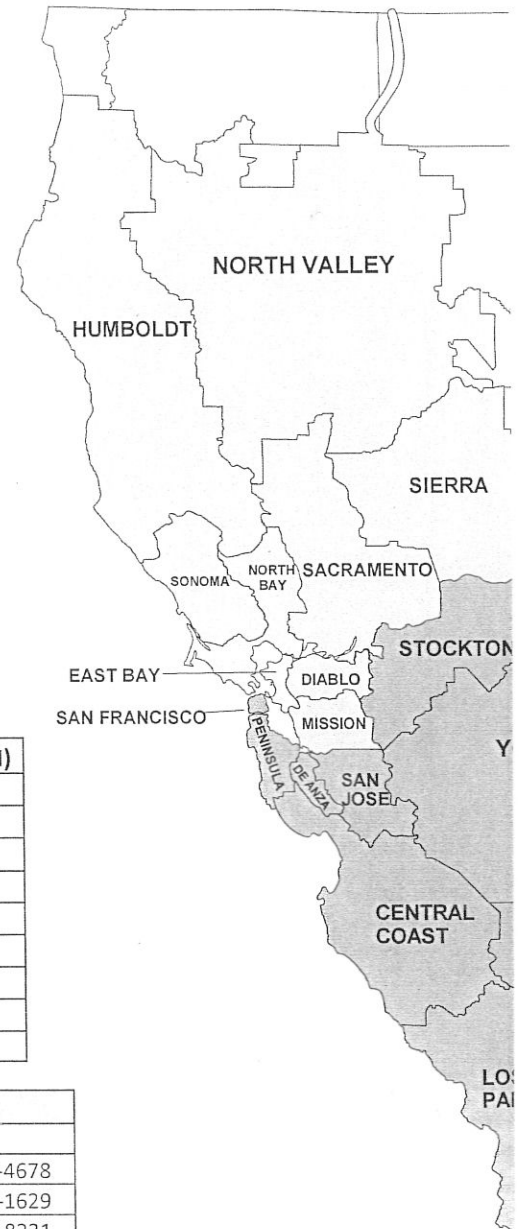 NORTH VALLEY
HUMBOLDT
SIERRA
SONOMA
NORTH
BAY
SACRAMENTO
STOCKTON
EAST BAY
DIABLO
SAN FRANCISCO
MISSION
PENINSULA
DE ANZA
SAN
JOSE
CENTRAL
COAST
-4678
-1629